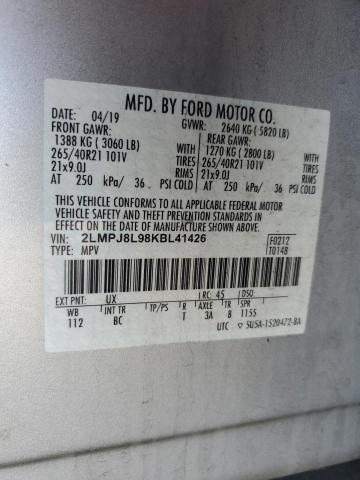 MFD. BY FORD MOTOR CO.
DATE: 04/19 GVWR: 2640 KG (5820 LB)
FRONT GAWR: REAR GAWR:
1388 KG (3060 LB) 1270 KG (2800 LB)
265/40R21 101V TIRES 265/40R21 101V TIRES
21x9.0J RIMS 21x9.0J RIMS
AT 250 kPa/ 36 PSI COLD AT 250 kPa/ 36 PSI COLD
THIS VEHICLE CONFORMS TO ALL APPLICABLE FEDERAL MOTOR
VEHICLE SAFETY AND THEFT PREVENTION STANDARDS IN
EFFECT ON THE DATE OF MANUFACTURE SHOWN ABOVE.
VIN: 2LMPJ8L98KBL41426 F0212
TYPE: MPV T0148
EXT PNT: UX RC: 45 DSO:
WB INT TR TP/PS R AXLE TR SPR
112 BC T 3A 8 1155
UTC ▽ 5U5A-1520472-BA